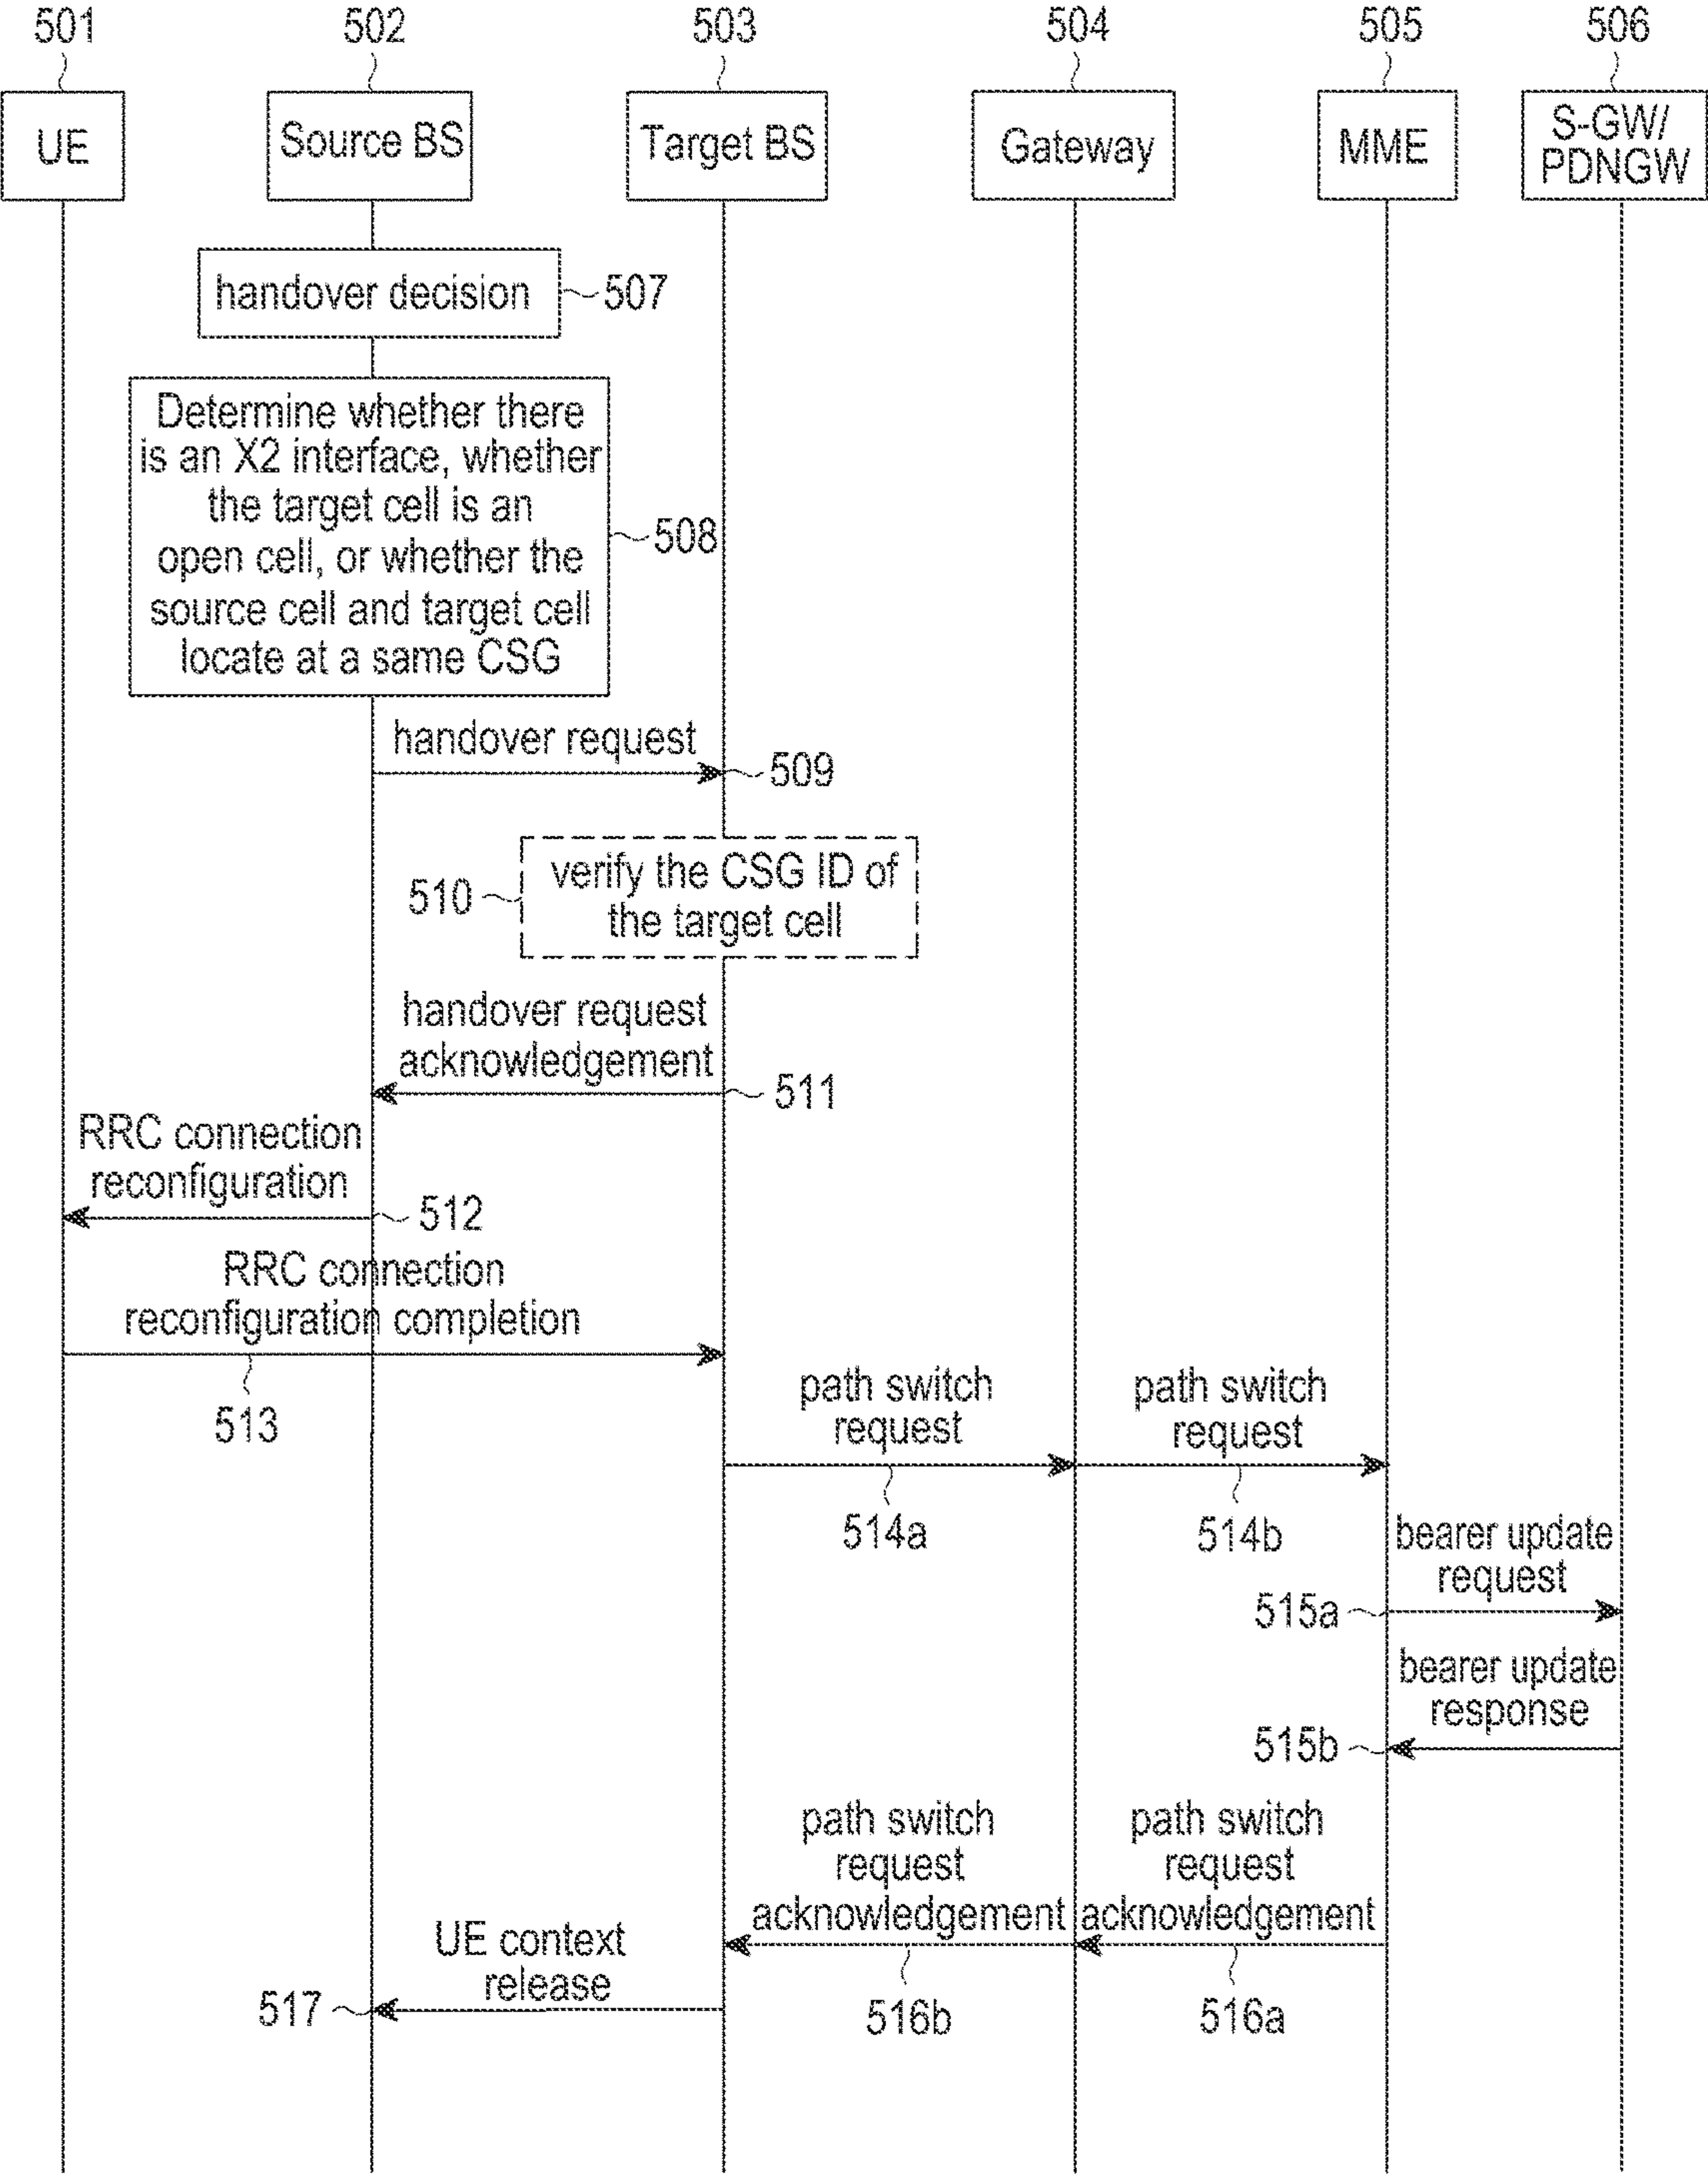 501
502
503
504
505
506
UE
Source BS
Target BS
Gateway
MME
S-GW/
PDNGW
handover decision
507
Determine whether there
is an X2 interface, whether
the target cell is an
open cell, or whether the
source cell and target cell
locate at a same CSG
508
handover request
509
verify the CSG ID of
the target cell
510
handover request
acknowledgement
511
RRC connection
reconfiguration
512
RRC connection
reconfiguration completion
513
path switch
request
514a
path switch
request
514b
bearer update
request
515a
bearer update
response
515b
path switch
request
acknowledgement
516b
path switch
request
acknowledgement
516a
UE context
release
517